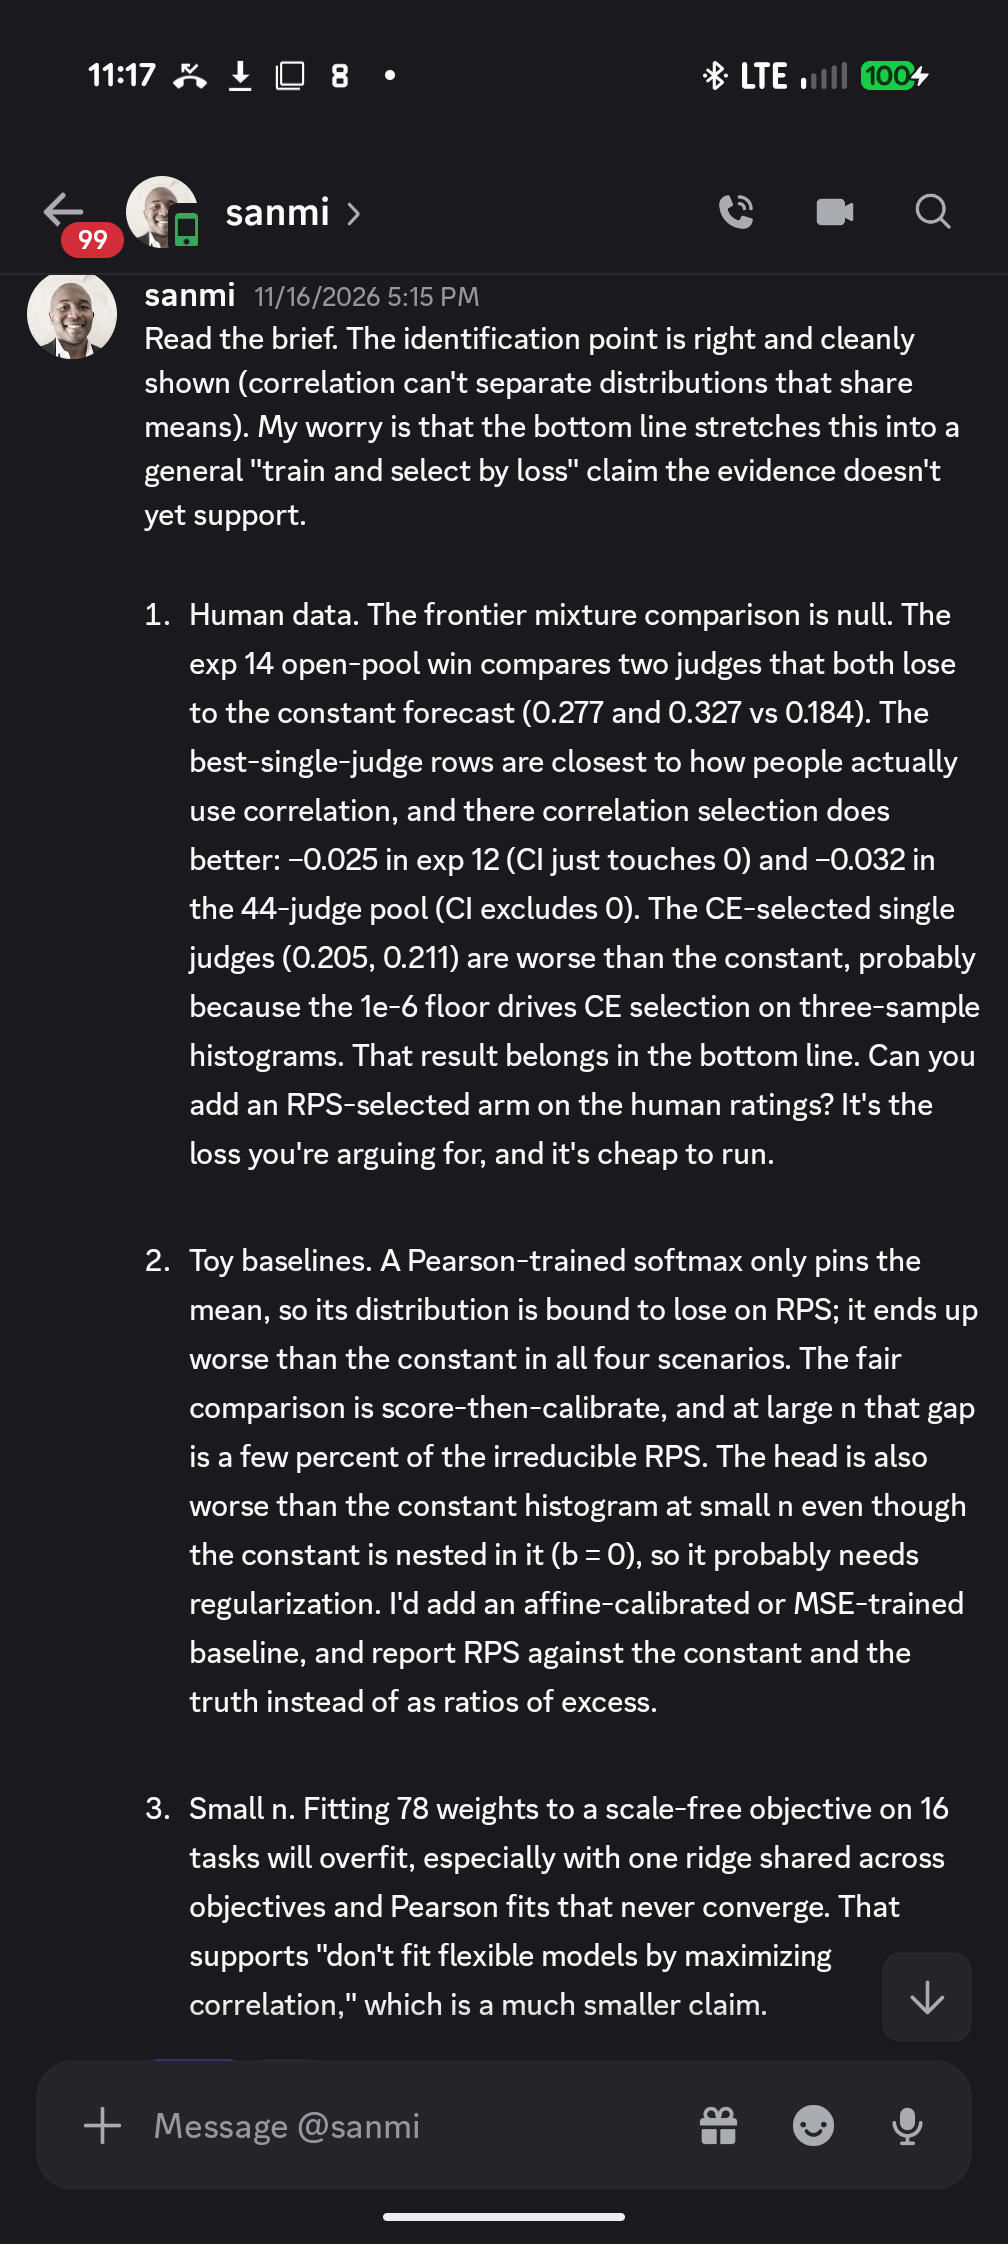 11:17 8 LTE 100
99 sanmi
sanmi 11/16/2026 5:15 PM
Read the brief. The identification point is right and cleanly
shown (correlation can't separate distributions that share
means). My worry is that the bottom line stretches this into a
general "train and select by loss" claim the evidence doesn't
yet support.
1. Human data. The frontier mixture comparison is null. The
exp 14 open-pool win compares two judges that both lose
to the constant forecast (0.277 and 0.327 vs 0.184). The
best-single-judge rows are closest to how people actually
use correlation, and there correlation selection does
better: −0.025 in exp 12 (CI just touches 0) and −0.032 in
the 44-judge pool (CI excludes 0). The CE-selected single
judges (0.205, 0.211) are worse than the constant, probably
because the 1e-6 floor drives CE selection on three-sample
histograms. That result belongs in the bottom line. Can you
add an RPS-selected arm on the human ratings? It's the
loss you're arguing for, and it's cheap to run.
2. Toy baselines. A Pearson-trained softmax only pins the
mean, so its distribution is bound to lose on RPS; it ends up
worse than the constant in all four scenarios. The fair
comparison is score-then-calibrate, and at large n that gap
is a few percent of the irreducible RPS. The head is also
worse than the constant histogram at small n even though
the constant is nested in it (b = 0), so it probably needs
regularization. I'd add an affine-calibrated or MSE-trained
baseline, and report RPS against the constant and the
truth instead of as ratios of excess.
3. Small n. Fitting 78 weights to a scale-free objective on 16
tasks will overfit, especially with one ridge shared across
objectives and Pearson fits that never converge. That
supports "don't fit flexible models by maximizing
correlation," which is a much smaller claim.
Message @sanmi